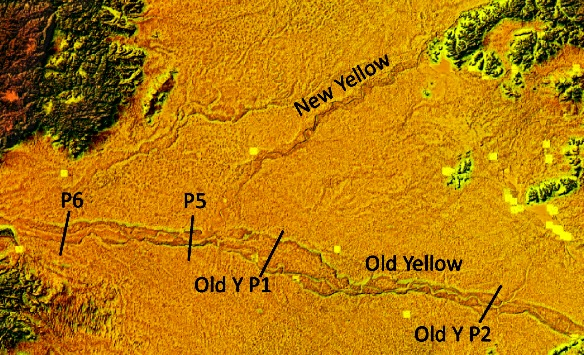 New Yellow
P6
P5
Old Y P1
Old Yellow
Old Y P2